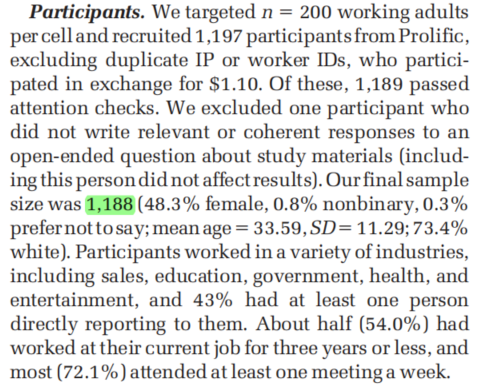 Participants. We targeted n = 200 working adults
per cell and recruited 1,197 participants from Prolific,
excluding duplicate IP or worker IDs, who partici-
pated in exchange for $1.10. Of these, 1,189 passed
attention checks. We excluded one participant who
did not write relevant or coherent responses to an
open-ended question about study materials (includ-
ing this person did not affect results). Our final sample
size was 1,188 (48.3% female, 0.8% nonbinary, 0.3%
prefer not to say; mean age = 33.59, SD = 11.29; 73.4%
white). Participants worked in a variety of industries,
including sales, education, government, health, and
entertainment, and 43% had at least one person
directly reporting to them. About half (54.0%) had
worked at their current job for three years or less, and
most (72.1%) attended at least one meeting a week.